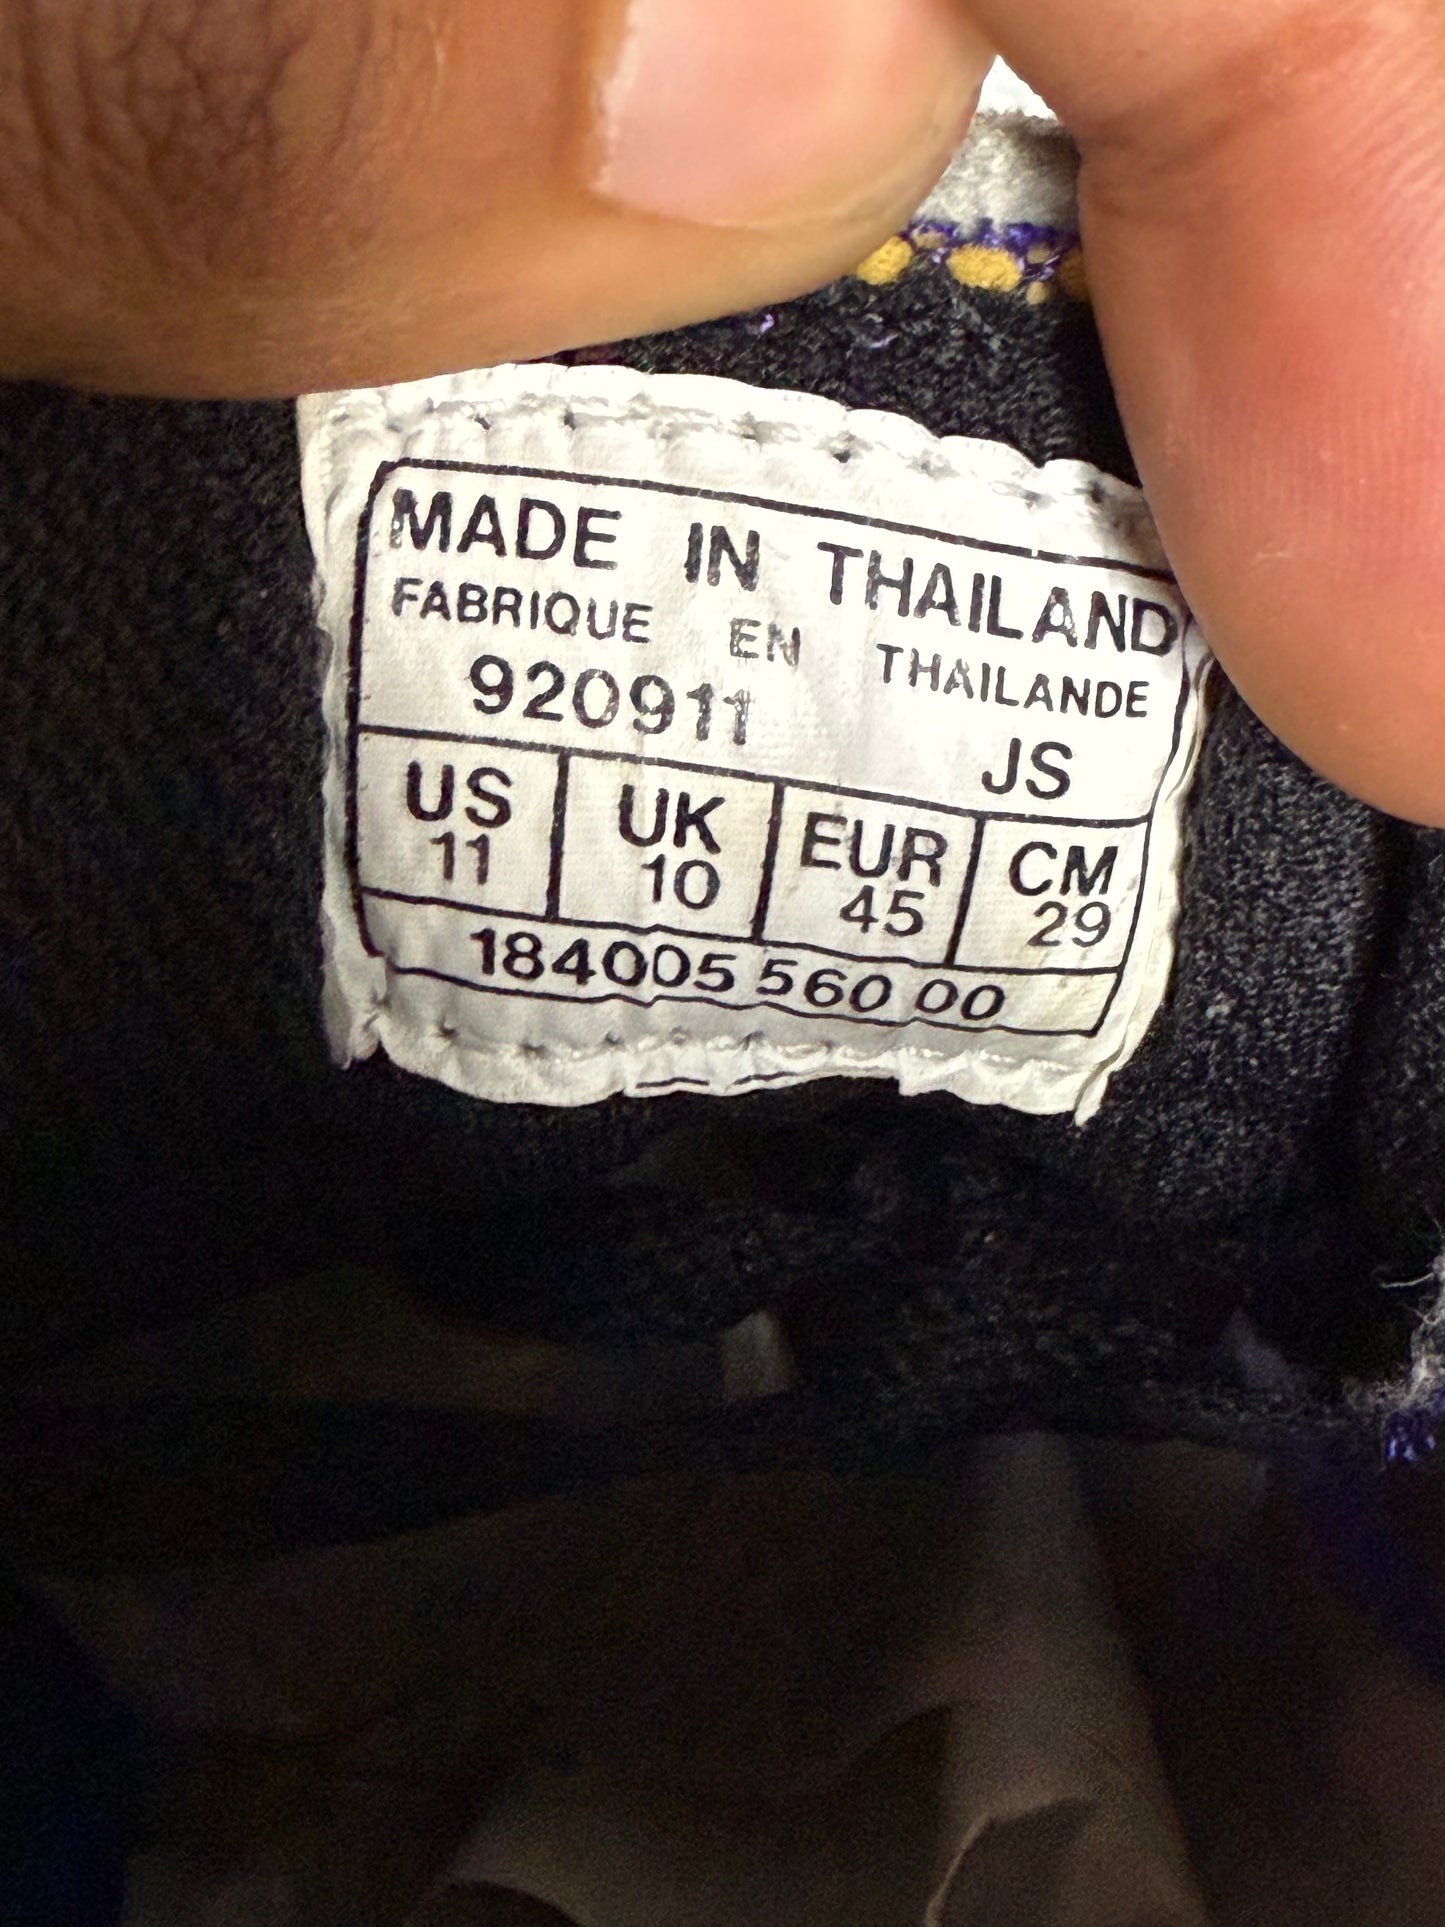 MADE IN THAILAND
FABRIQUE EN THAILANDE
920911 JS
US UK EUR CM
11 10 45 29
184005 560 00